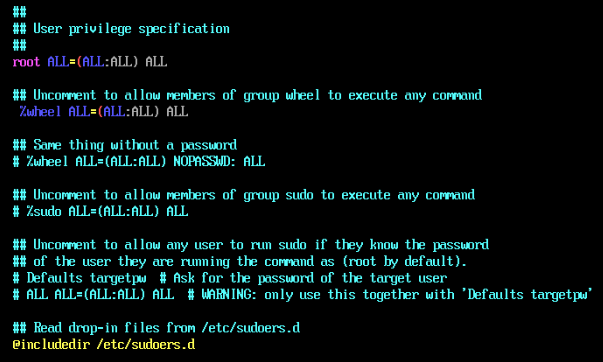 ##
## User privilege specification
##
root ALL=(ALL:ALL) ALL
## Uncomment to allow members of group wheel to execute any command
 %wheel ALL=(ALL:ALL) ALL
## Same thing without a password
# %wheel ALL=(ALL:ALL) NOPASSWD: ALL
## Uncomment to allow members of group sudo to execute any command
# %sudo ALL=(ALL:ALL) ALL
## Uncomment to allow any user to run sudo if they know the password
## of the user they are running the command as (root by default).
# Defaults targetpw  # Ask for the password of the target user
# ALL ALL=(ALL:ALL) ALL  # WARNING: only use this together with 'Defaults targetpw'
## Read drop-in files from /etc/sudoers.d
@includedir /etc/sudoers.d